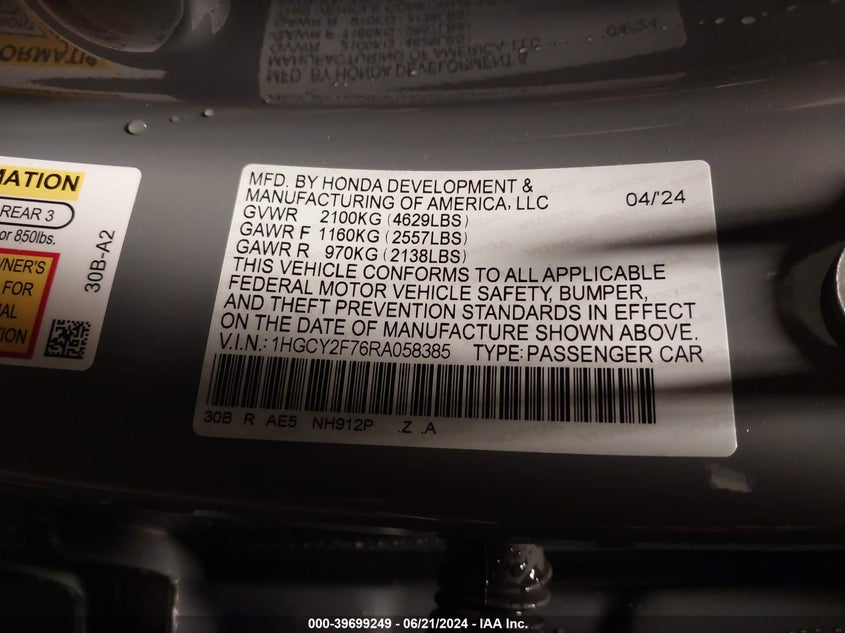 MFD. BY HONDA DEVELOPMENT &
MANUFACTURING OF AMERICA, LLC 04/'24
GVWR 2100KG (4629LBS)
GAWR F 1160KG (2557LBS)
GAWR R 970KG (2138LBS)
THIS VEHICLE CONFORMS TO ALL APPLICABLE
FEDERAL MOTOR VEHICLE SAFETY, BUMPER,
AND THEFT PREVENTION STANDARDS IN EFFECT
ON THE DATE OF MANUFACTURE SHOWN ABOVE.
V.I.N.: 1HGCY2F76RA058385 TYPE: PASSENGER CAR
30B R AE5 NH912P .Z .A
REAR 3
or 850lbs.
FOR
30B-A2
000-39699249 - 06/21/2024 - IAA Inc.